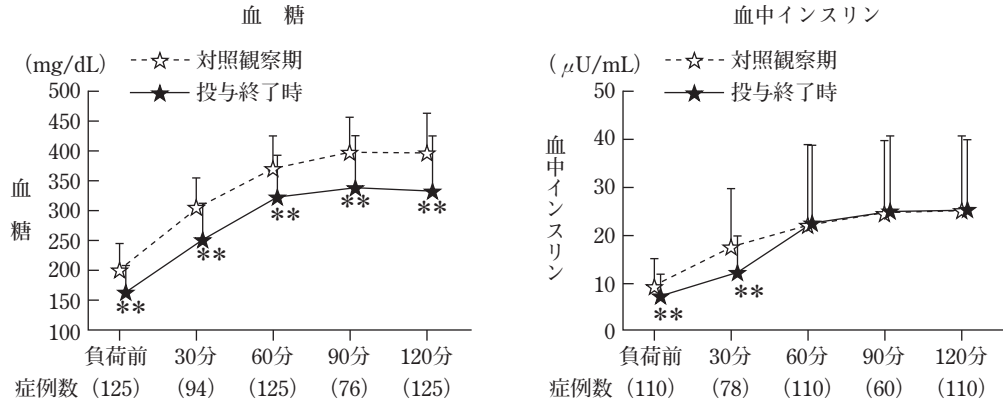 血　糖
(mg/dL)
対照観察期
投与終了時
500
450
400
350
300
250
200
150
100
血糖
** ** ** ** **
負荷前 30分 60分 90分 120分
症例数 (125) (94) (125) (76) (125)
血中インスリン
(μU/mL)
対照観察期
投与終了時
50
40
30
20
10
0
血中インスリン
** **
負荷前 30分 60分 90分 120分
症例数 (110) (78) (110) (60) (110)